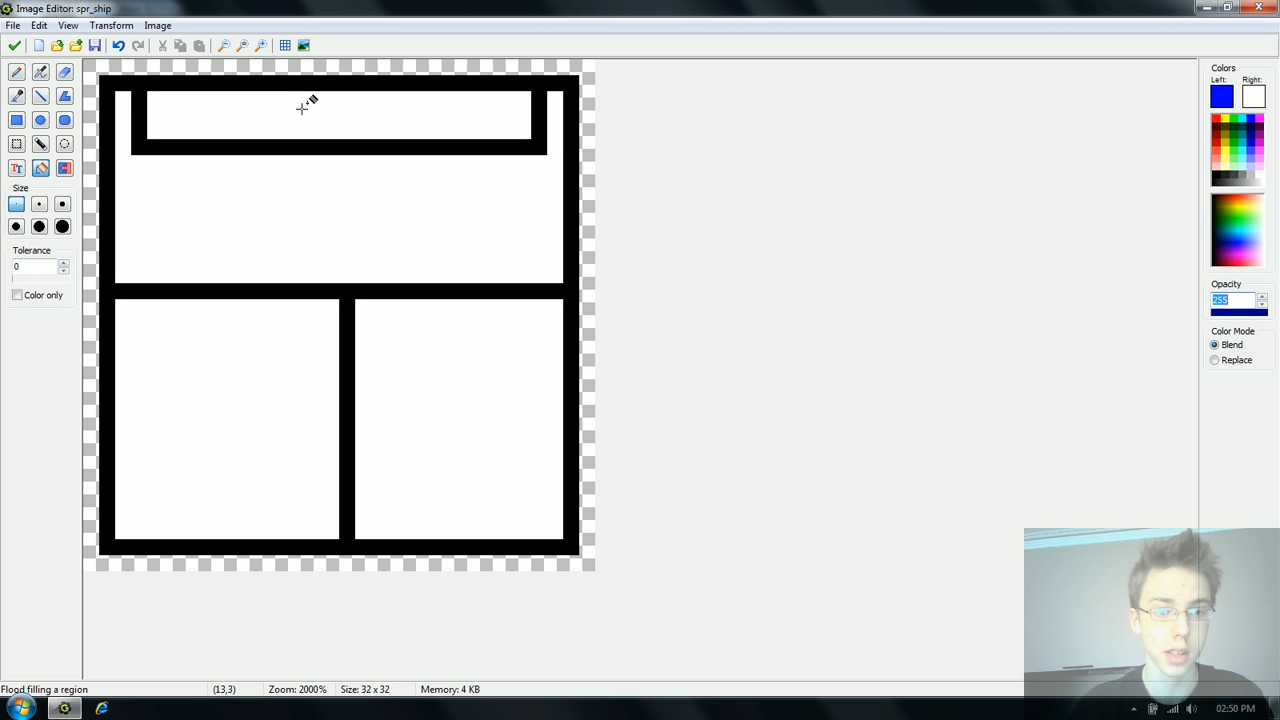 Image Editor: spr_ship
File Edit View Transform Image
Colors
Left: Right:
Size
Tolerance
0
Color only
Opacity
255
Color Mode
Blend
Replace
Flood filling a region (13,3) Zoom: 2000% Size: 32 x 32 Memory: 4 KB
02:50 PM